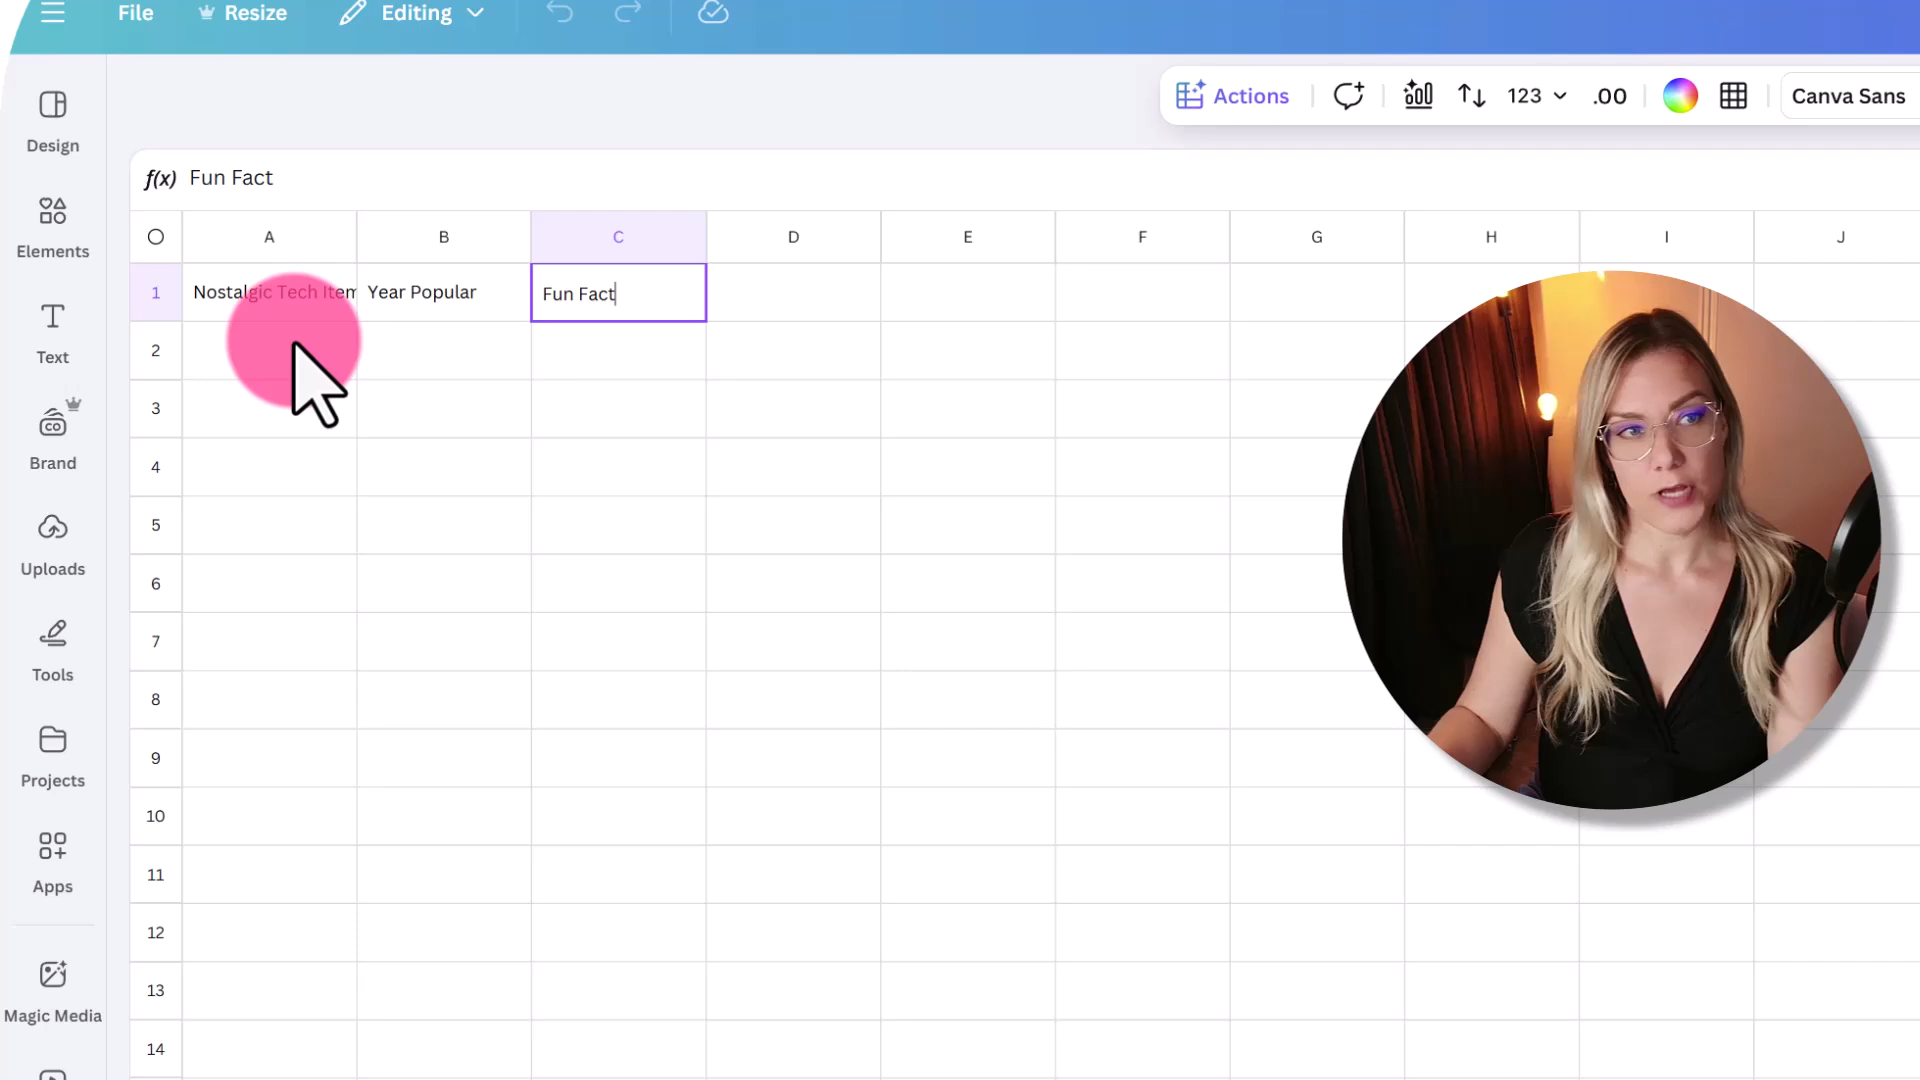 File Resize Editing
Actions 123 .00 Canva Sans
Design
f(x) Fun Fact
Elements
A B C D E F G H I J
1 Nostalgic Tech Item Year Popular Fun Fact
2
Text
3
4
Brand
5
Uploads
6
7
Tools
8
9
Projects
10
11
Apps
12
13
Magic Media
14